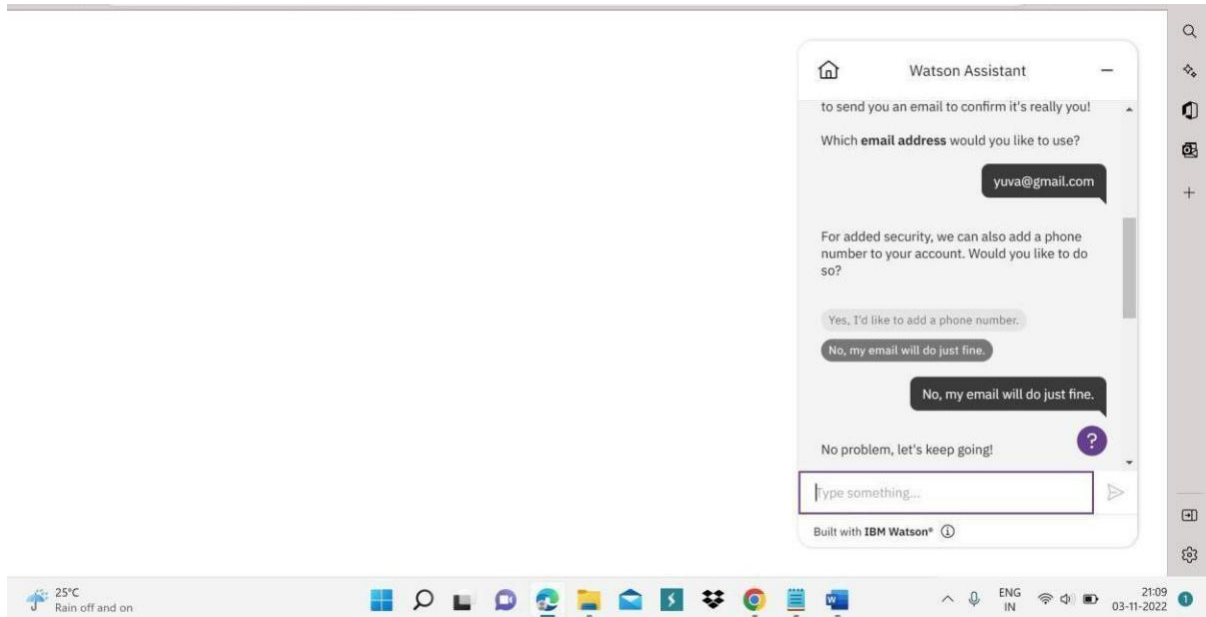 Watson Assistant
to send you an email to confirm it's really you!
Which email address would you like to use?
yuva@gmail.com
For added security, we can also add a phone
number to your account. Would you like to do
so?
Yes, I'd like to add a phone number.
No, my email will do just fine.
No, my email will do just fine.
No problem, let's keep going!
?
Type something...
Built with IBM Watson®
25°C
Rain off and on
ENG
IN
21:09
03-11-2022
1